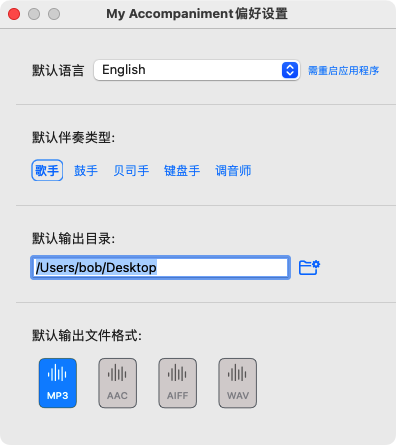 My Accompaniment偏好设置
默认语言 English 需重启应用程序
默认伴奏类型:
歌手 鼓手 贝司手 键盘手 调音师
默认输出目录:
/Users/bob/Desktop
默认输出文件格式:
MP3 AAC AIFF WAV